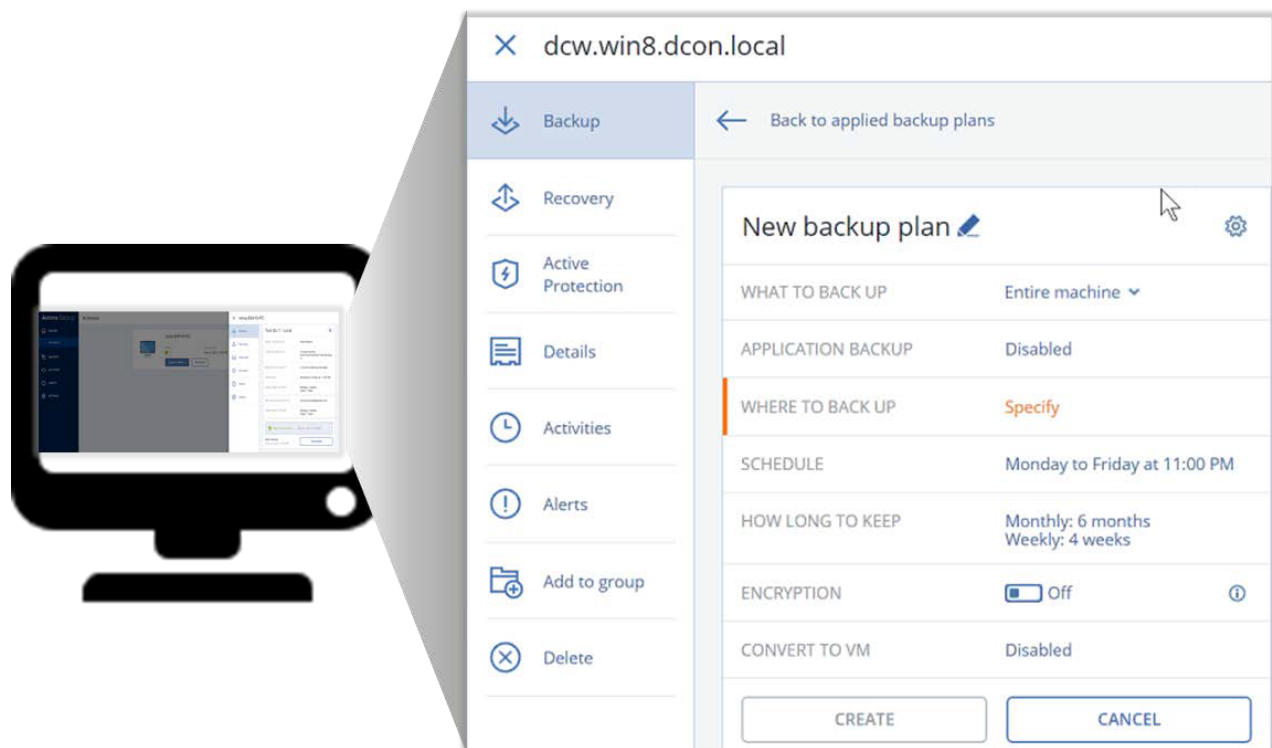 dcw.win8.dcon.local
Backup
Back to applied backup plans
Recovery
New backup plan
Active
Protection
WHAT TO BACK UP
Entire machine
Details
APPLICATION BACKUP
Disabled
WHERE TO BACK UP
Specify
Activities
SCHEDULE
Monday to Friday at 11:00 PM
Alerts
HOW LONG TO KEEP
Monthly: 6 months
Weekly: 4 weeks
Add to group
ENCRYPTION
Off
Delete
CONVERT TO VM
Disabled
CREATE
CANCEL